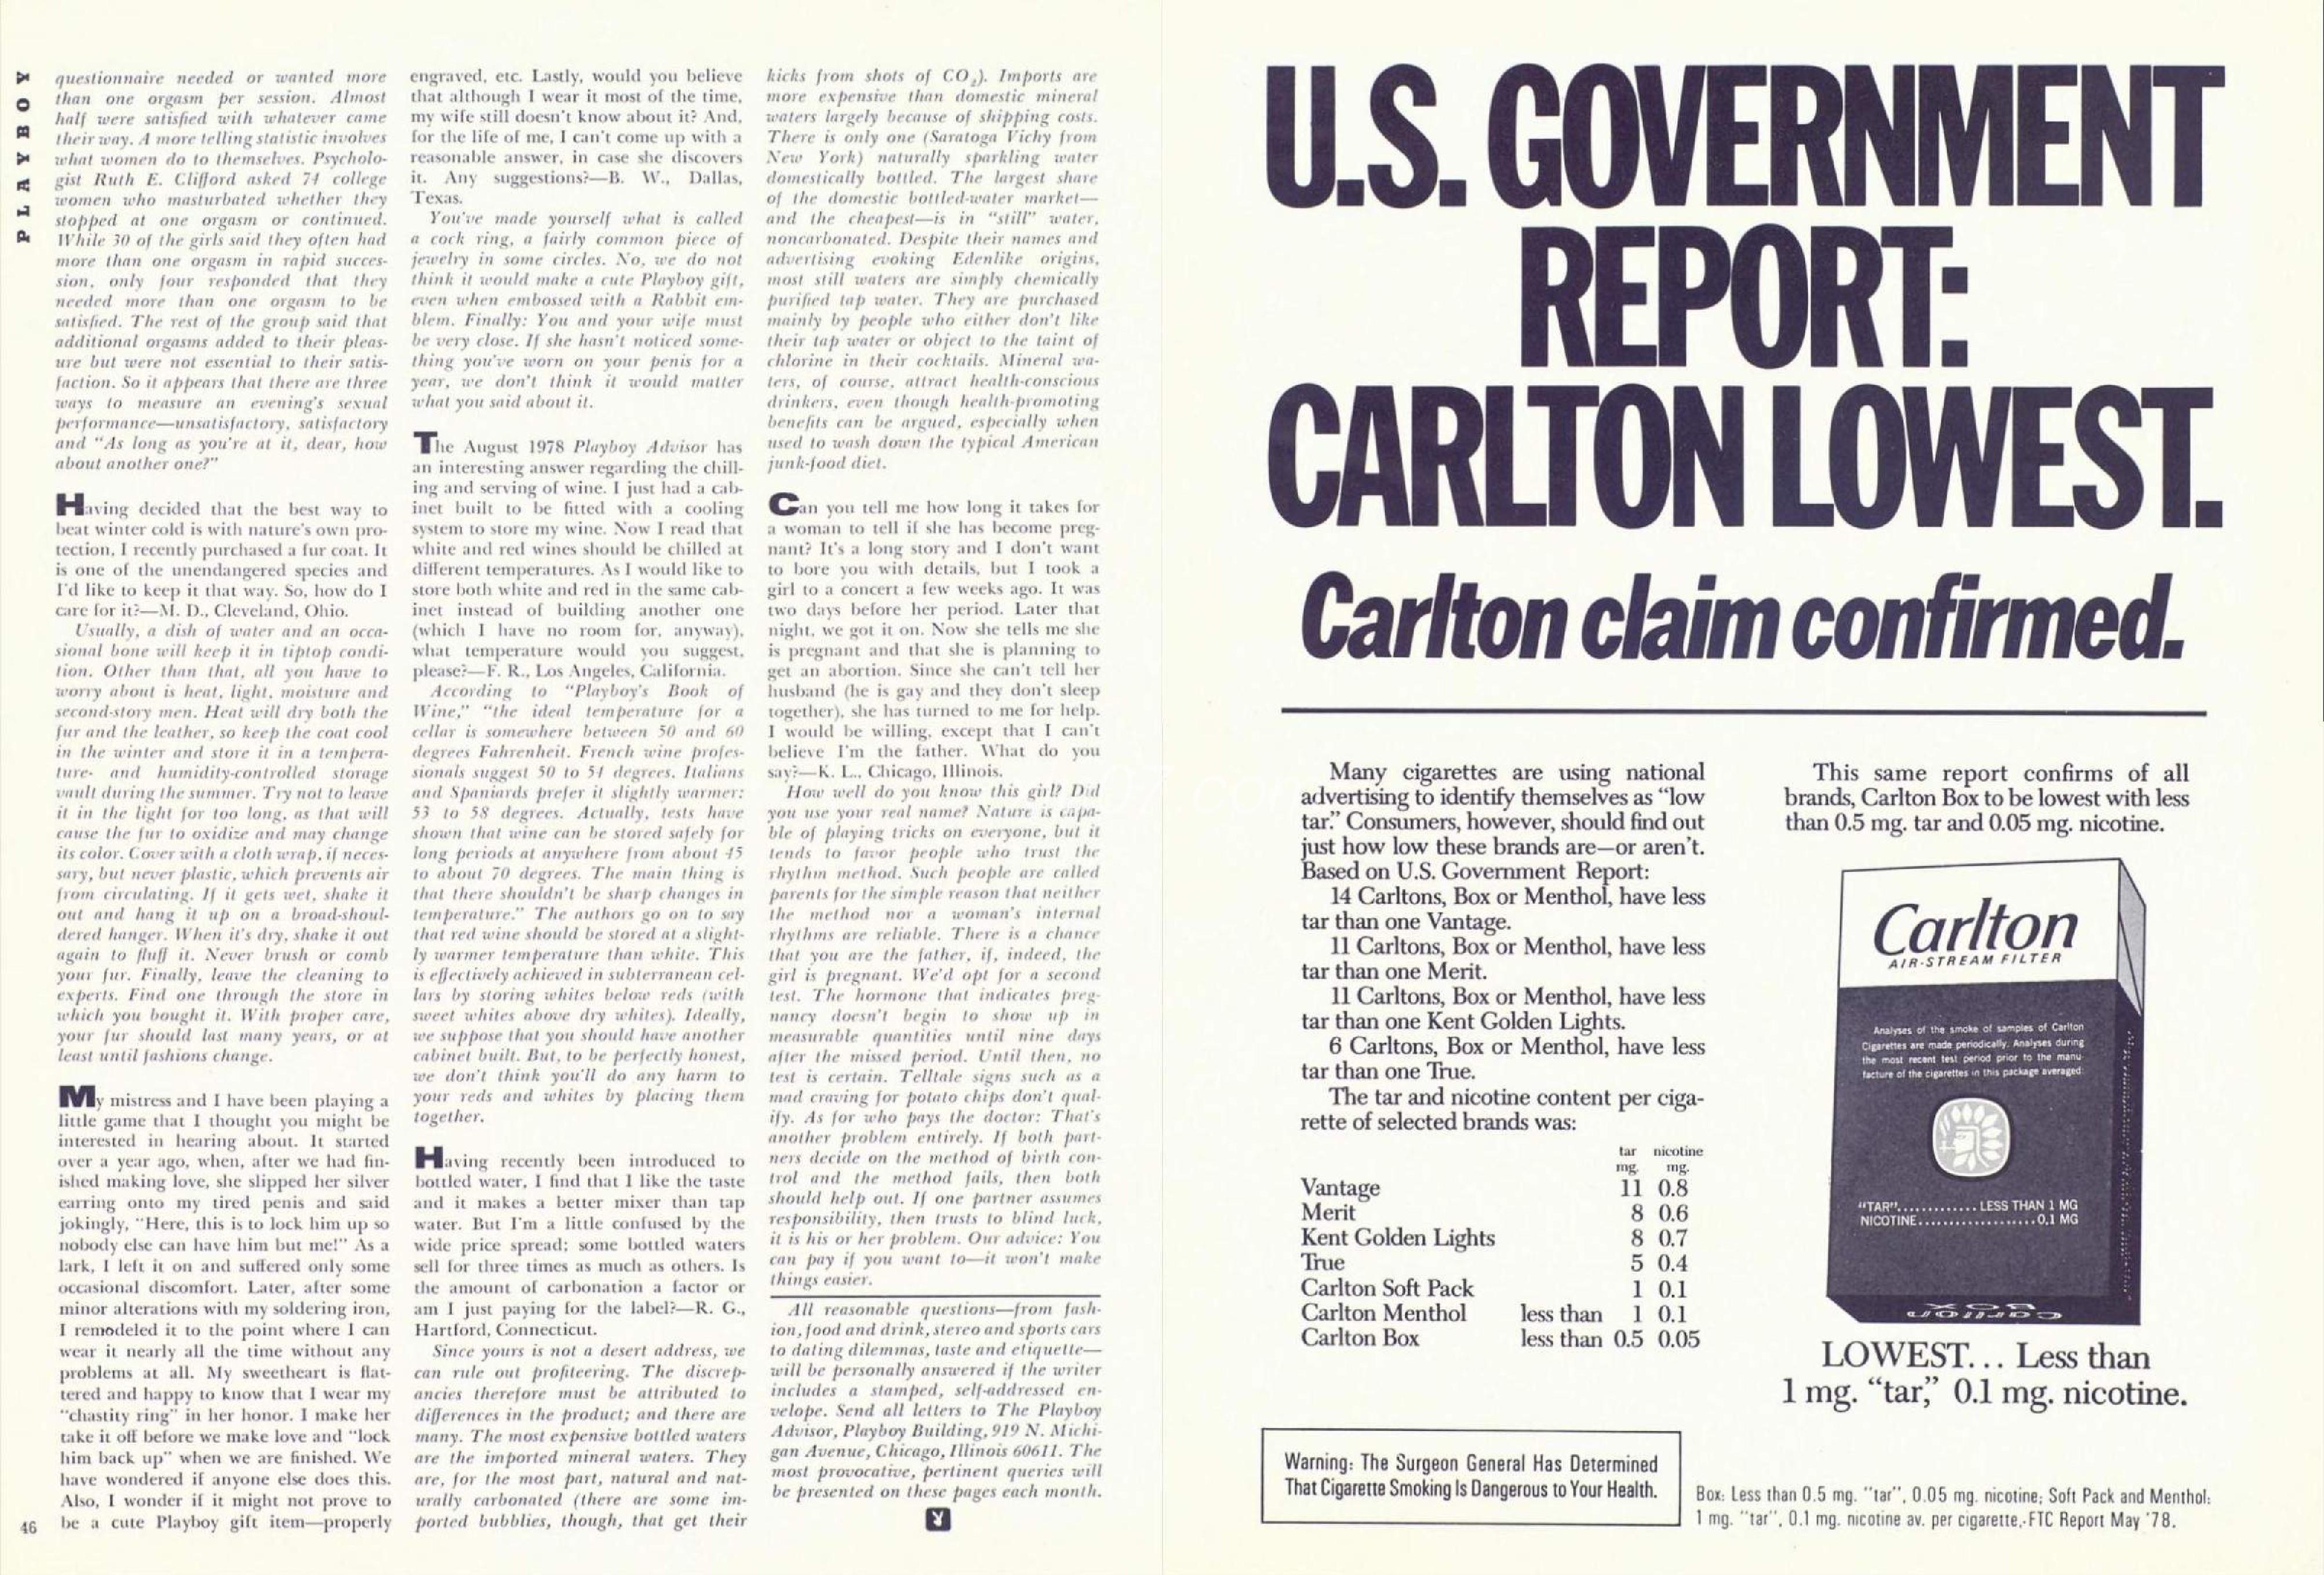 PLAYBOY
questionnaire needed or wanted more
than one orgasm per session. Almost
half were satisfied with whatever came
their way. A more telling statistic involves
what women do to themselves. Psycholo-
gist Ruth E. Clifford asked 74 college
women who masturbated whether they
stopped at one orgasm or continued.
While 30 of the girls said they often had
more than one orgasm in rapid succes-
sion, only four responded that they
needed more than one orgasm to be
satisfied. The rest of the group said that
additional orgasms added to their pleas-
ure but were not essential to their satis-
faction. So it appears that there are three
ways to measure an evening's sexual
performance—unsatisfactory, satisfactory
and "As long as you're at it, dear, how
about another one?"
Having decided that the best way to
beat winter cold is with nature's own pro-
tection, I recently purchased a fur coat. It
is one of the unendangered species and
I'd like to keep it that way. So, how do I
care for it?—M. D., Cleveland, Ohio.
Usually, a dish of water and an occa-
sional bone will keep it in tiptop condi-
tion. Other than that, all you have to
worry about is heat, light, moisture and
second-story men. Heat will dry both the
fur and the leather, so keep the coat cool
in the winter and store it in a tempera-
ture- and humidity-controlled storage
vault during the summer. Try not to leave
it in the light for too long, as that will
cause the fur to oxidize and may change
its color. Cover with a cloth wrap, if neces-
sary, but never plastic, which prevents air
from circulating. If it gets wet, shake it
out and hang it up on a broad-shoul-
dered hanger. When it's dry, shake it out
again to fluff it. Never brush or comb
your fur. Finally, leave the cleaning to
experts. Find one through the store in
which you bought it. With proper care,
your fur should last many years, or at
least until fashions change.
My mistress and I have been playing a
little game that I thought you might be
interested in hearing about. It started
over a year ago, when, after we had fin-
ished making love, she slipped her silver
earring onto my tired penis and said
jokingly, "Here, this is to lock him up so
nobody else can have him but me!" As a
lark, I left it on and suffered only some
occasional discomfort. Later, after some
minor alterations with my soldering iron,
I remodeled it to the point where I can
wear it nearly all the time without any
problems at all. My sweetheart is flat-
tered and happy to know that I wear my
"chastity ring" in her honor. I make her
take it off before we make love and "lock
him back up" when we are finished. We
have wondered if anyone else does this.
Also, I wonder if it might not prove to
be a cute Playboy gift item—properly
46
engraved, etc. Lastly, would you believe
that although I wear it most of the time,
my wife still doesn't know about it? And,
for the life of me, I can't come up with a
reasonable answer, in case she discovers
it. Any suggestions?—B. W., Dallas,
Texas.
You've made yourself what is called
a cock ring, a fairly common piece of
jewelry in some circles. No, we do not
think it would make a cute Playboy gift,
even when embossed with a Rabbit em-
blem. Finally: You and your wife must
be very close. If she hasn't noticed some-
thing you've worn on your penis for a
year, we don't think it would matter
what you said about it.
The August 1978 Playboy Advisor has
an interesting answer regarding the chill-
ing and serving of wine. I just had a cab-
inet built to be fitted with a cooling
system to store my wine. Now I read that
white and red wines should be chilled at
different temperatures. As I would like to
store both white and red in the same cab-
inet instead of building another one
(which I have no room for, anyway),
what temperature would you suggest,
please?—F. R., Los Angeles, California.
According to "Playboy's Book of
Wine," "the ideal temperature for a
cellar is somewhere between 50 and 60
degrees Fahrenheit. French wine profes-
sionals suggest 50 to 54 degrees. Italians
and Spaniards prefer it slightly warmer:
53 to 58 degrees. Actually, tests have
shown that wine can be stored safely for
long periods at anywhere from about 45
to about 70 degrees. The main thing is
that there shouldn't be sharp changes in
temperature." The authors go on to say
that red wine should be stored at a slight-
ly warmer temperature than white. This
is effectively achieved in subterranean cel-
lars by storing whites below reds (with
sweet whites above dry whites). Ideally,
we suppose that you should have another
cabinet built. But, to be perfectly honest,
we don't think you'll do any harm to
your reds and whites by placing them
together.
Having recently been introduced to
bottled water, I find that I like the taste
and it makes a better mixer than tap
water. But I'm a little confused by the
wide price spread; some bottled waters
sell for three times as much as others. Is
the amount of carbonation a factor or
am I just paying for the label?—R. G.,
Hartford, Connecticut.
Since yours is not a desert address, we
can rule out profiteering. The discrep-
ancies therefore must be attributed to
differences in the product; and there are
many. The most expensive bottled waters
are the imported mineral waters. They
are, for the most part, natural and nat-
urally carbonated (there are some im-
ported bubblies, though, that get their
kicks from shots of CO₂). Imports are
more expensive than domestic mineral
waters largely because of shipping costs.
There is only one (Saratoga Vichy from
New York) naturally sparkling water
domestically bottled. The largest share
of the domestic bottled-water market—
and the cheapest—is in "still" water,
noncarbonated. Despite their names and
advertising evoking Edenlike origins,
most still waters are simply chemically
purified tap water. They are purchased
mainly by people who either don't like
their tap water or object to the taint of
chlorine in their cocktails. Mineral wa-
ters, of course, attract health-conscious
drinkers, even though health-promoting
benefits can be argued, especially when
used to wash down the typical American
junk-food diet.
Can you tell me how long it takes for
a woman to tell if she has become preg-
nant? It's a long story and I don't want
to bore you with details, but I took a
girl to a concert a few weeks ago. It was
two days before her period. Later that
night, we got it on. Now she tells me she
is pregnant and that she is planning to
get an abortion. Since she can't tell her
husband (he is gay and they don't sleep
together), she has turned to me for help.
I would be willing, except that I can't
believe I'm the father. What do you
say?—K. L., Chicago, Illinois.
How well do you know this girl? Did
you use your real name? Nature is capa-
ble of playing tricks on everyone, but it
tends to favor people who trust the
rhythm method. Such people are called
parents for the simple reason that neither
the method nor a woman's internal
rhythms are reliable. There is a chance
that you are the father, if, indeed, the
girl is pregnant. We'd opt for a second
test. The hormone that indicates preg-
nancy doesn't begin to show up in
measurable quantities until nine days
after the missed period. Until then, no
test is certain. Telltale signs such as a
mad craving for potato chips don't qual-
ify. As for who pays the doctor: That's
another problem entirely. If both part-
ners decide on the method of birth con-
trol and the method fails, then both
should help out. If one partner assumes
responsibility, then trusts to blind luck,
it is his or her problem. Our advice: You
can pay if you want to—it won't make
things easier.
All reasonable questions—from fash-
ion, food and drink, stereo and sports cars
to dating dilemmas, taste and etiquette—
will be personally answered if the writer
includes a stamped, self-addressed en-
velope. Send all letters to The Playboy
Advisor, Playboy Building, 919 N. Michi-
gan Avenue, Chicago, Illinois 60611. The
most provocative, pertinent queries will
be presented on these pages each month.
U.S. GOVERNMENT
REPORT:
CARLTON LOWEST.
Carlton claim confirmed.
Many cigarettes are using national
advertising to identify themselves as "low
tar." Consumers, however, should find out
just how low these brands are—or aren't.
Based on U.S. Government Report:
14 Carltons, Box or Menthol, have less
tar than one Vantage.
11 Carltons, Box or Menthol, have less
tar than one Merit.
11 Carltons, Box or Menthol, have less
tar than one Kent Golden Lights.
6 Carltons, Box or Menthol, have less
tar than one True.
The tar and nicotine content per ciga-
rette of selected brands was:
tar nicotine
mg. mg.
Vantage 11 0.8
Merit 8 0.6
Kent Golden Lights 8 0.7
True 5 0.4
Carlton Soft Pack 1 0.1
Carlton Menthol less than 1 0.1
Carlton Box less than 0.5 0.05
Warning: The Surgeon General Has Determined
That Cigarette Smoking Is Dangerous to Your Health.
This same report confirms of all
brands, Carlton Box to be lowest with less
than 0.5 mg. tar and 0.05 mg. nicotine.
Carlton
AIR-STREAM FILTER
Analyses of the smoke of samples of Carlton
Cigarettes are made periodically. Analyses during
the most recent test period prior to the manu-
facture of the cigarettes in this package averaged:
"TAR"............. LESS THAN 1 MG
NICOTINE....................0.1 MG
Carlton
BOX
LOWEST... Less than
1 mg. "tar," 0.1 mg. nicotine.
Box: Less than 0.5 mg. "tar", 0.05 mg. nicotine; Soft Pack and Menthol:
1 mg. "tar", 0.1 mg. nicotine av. per cigarette, FTC Report May '78.